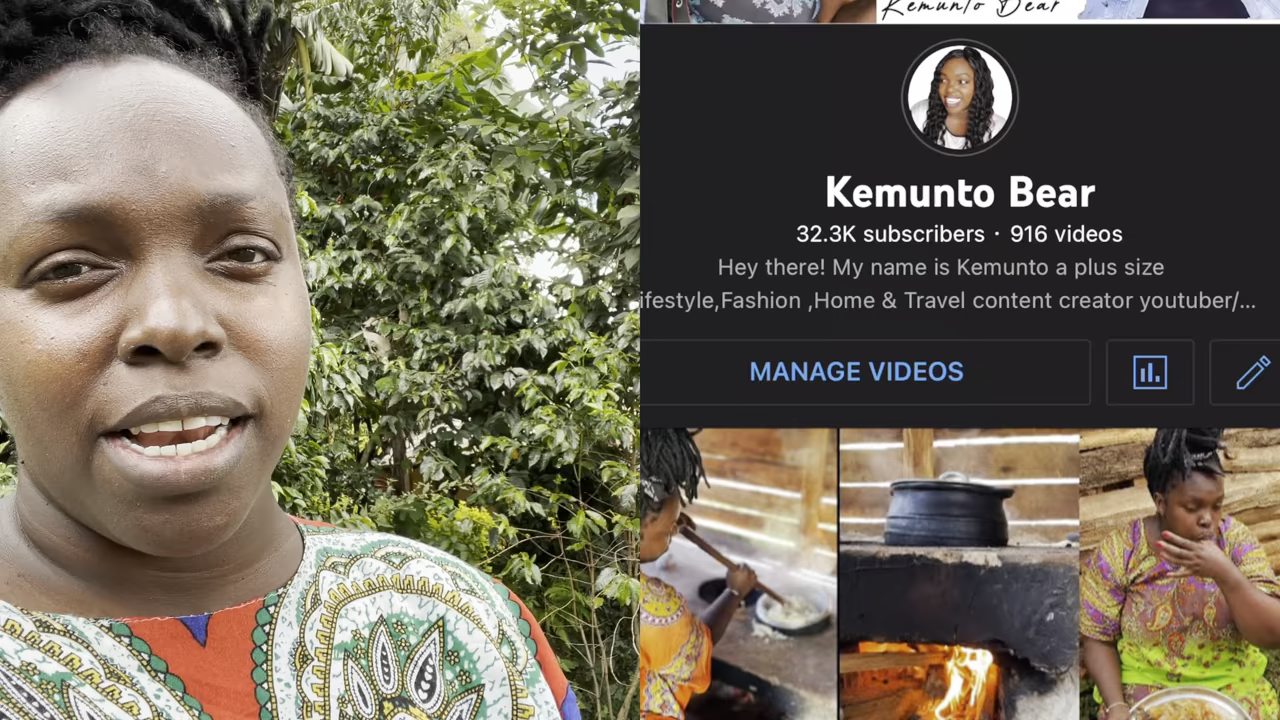 Kemunto Bear
Kemunto Bear
32.3K subscribers · 916 videos
Hey there! My name is Kemunto a plus size
ifestyle,Fashion ,Home & Travel content creator youtuber/...
MANAGE VIDEOS